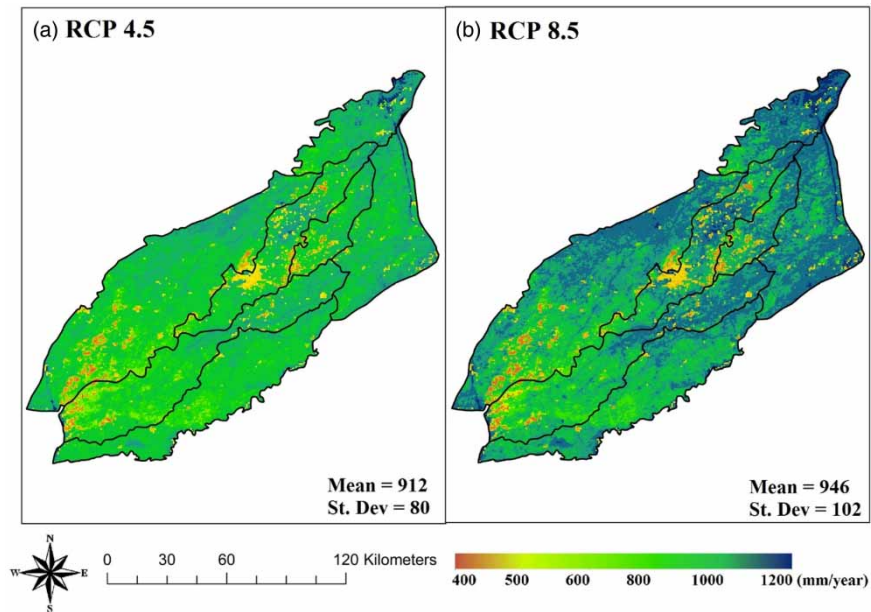 (a) RCP 4.5
(b) RCP 8.5
Mean = 912
St. Dev = 80
Mean = 946
St. Dev = 102
N
W E
S
0 30 60 120 Kilometers
400 500 600 800 1000 1200 (mm/year)